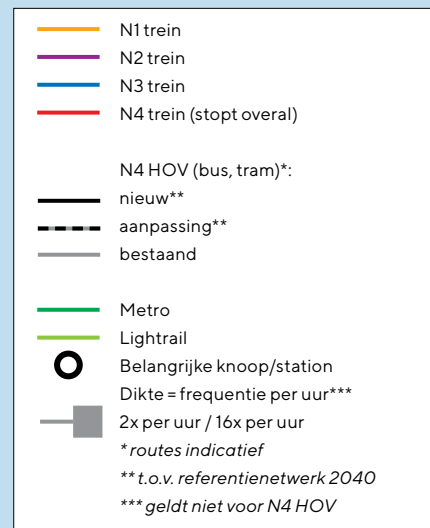 N1 trein
N2 trein
N3 trein
N4 trein (stopt overal)
N4 HOV (bus, tram)*:
nieuw**
aanpassing**
bestaand
Metro
Lightrail
Belangrijke knoop/station
Dikte = frequentie per uur***
2x per uur / 16x per uur
* routes indicatief
** t.o.v. referentienetwerk 2040
*** geldt niet voor N4 HOV